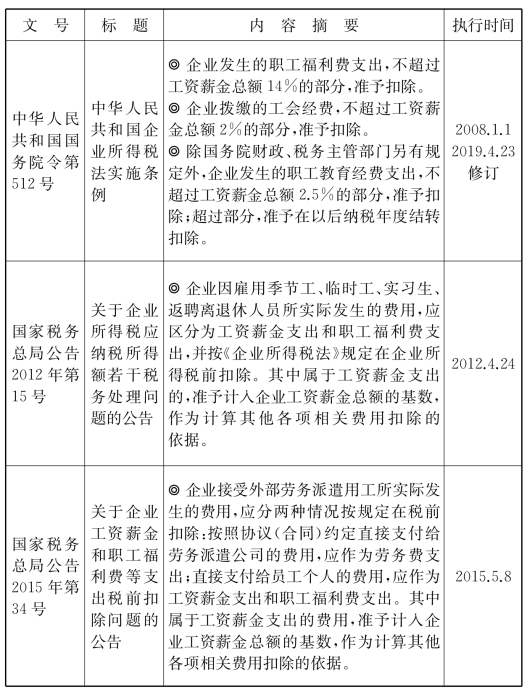 文号 标题 内容摘要 执行时间
中华人民
共和国国
务院令第
512号
中华人民
共和国企
业所得税
法实施条
例
◎ 企业发生的职工福利费支出,不超过
工资薪金总额14%的部分,准予扣除。
◎ 企业拨缴的工会经费,不超过工资薪
金总额2%的部分,准予扣除。
◎ 除国务院财政、税务主管部门另有规
定外,企业发生的职工教育经费支出,不
超过工资薪金总额2.5%的部分,准予扣
除;超过部分,准予在以后纳税年度结转
扣除。
2008.1.1
2019.4.23
修订
国家税务
总局公告
2012年第
15号
关于企业
所得税应
纳税所得
额若干税
务处理问
题的公告
◎ 企业因雇用季节工、临时工、实习生、
返聘离退休人员所实际发生的费用,应
区分为工资薪金支出和职工福利费支
出,并按《企业所得税法》规定在企业所
得税前扣除。其中属于工资薪金支出
的,准予计入企业工资薪金总额的基数,
作为计算其他各项相关费用扣除的
依据。
2012.4.24
国家税务
总局公告
2015年第
34号
关于企业
工资薪金
和职工福
利费等支
出税前扣
除问题的
公告
◎ 企业接受外部劳务派遣用工所实际发
生的费用,应分两种情况按规定在税前
扣除:按照协议(合同)约定直接支付给
劳务派遣公司的费用,应作为劳务费支
出;直接支付给员工个人的费用,应作为
工资薪金支出和职工福利费支出。其中
属于工资薪金支出的费用,准予计入企
业工资薪金总额的基数,作为计算其他
各项相关费用扣除的依据。
2015.5.8